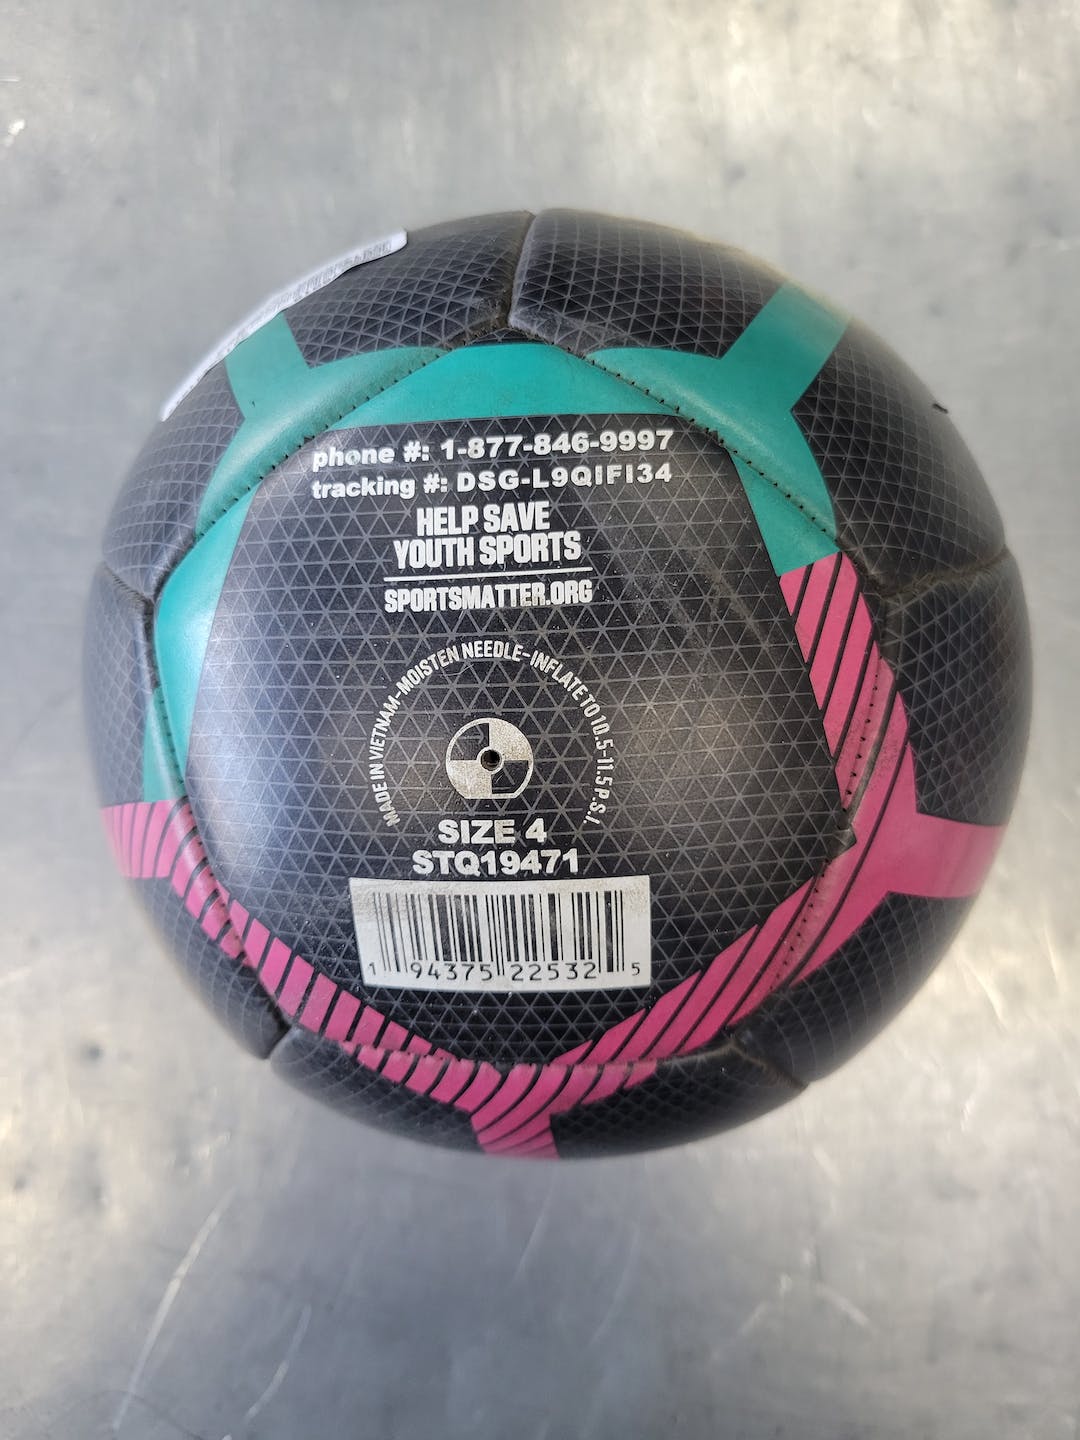 phone #: 1-877-846-9997
tracking #: DSG-L9QIFI34
HELP SAVE
YOUTH SPORTS
SPORTSMATTER.ORG
MADE IN VIETNAM-MOISTEN NEEDLE-INFLATE TO 10.5-11.5 P.S.I.
SIZE 4
STQ19471
1 94375 22532 5